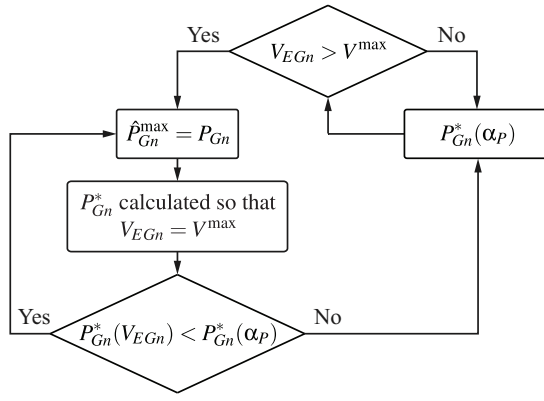 Yes
V_{EGn} > V^{max}
No
\hat{P}_{Gn}^{max} = P_{Gn}
P_{Gn}^{*}(α_P)
P_{Gn}^{*} calculated so that
V_{EGn} = V^{max}
Yes
P_{Gn}^{*}(V_{EGn}) < P_{Gn}^{*}(α_P)
No